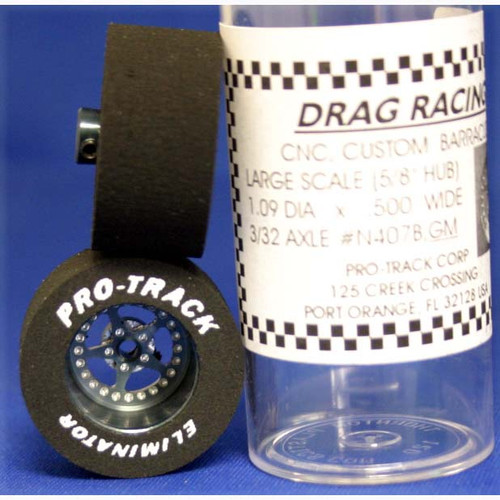 PRO-TRACK
ELIMINATOR
DRAG RACING
CNC. CUSTOM
LARGE SCALE (5/8" HUB)
1.09 DIA x .500 WIDE
3/32 AXLE #N407B,GM
PRO-TRACK CORP
125 CREEK CROSSING
PORT ORANGE, FL 32128 USA